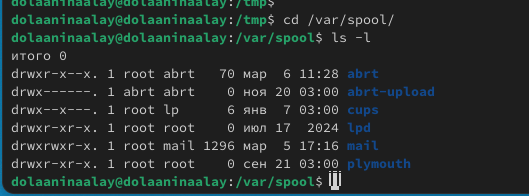 dolaaninaalay@dolaaninaalay:/tmp$
dolaaninaalay@dolaaninaalay:/tmp$ cd /var/spool/
dolaaninaalay@dolaaninaalay:/var/spool$ ls -l
итого 0
drwxr-x--x. 1 root abrt   70 мар  6 11:28 abrt
drwx------. 1 abrt abrt    0 ноя 20 03:00 abrt-upload
drwx--x---. 1 root lp      6 янв  7 03:00 cups
drwxr-xr-x. 1 root root    0 июл 17  2024 lpd
drwxrwxr-x. 1 root mail 1296 мар  5 17:16 mail
drwxr-xr-x. 1 root root    0 сен 21 03:00 plymouth
dolaaninaalay@dolaaninaalay:/var/spool$